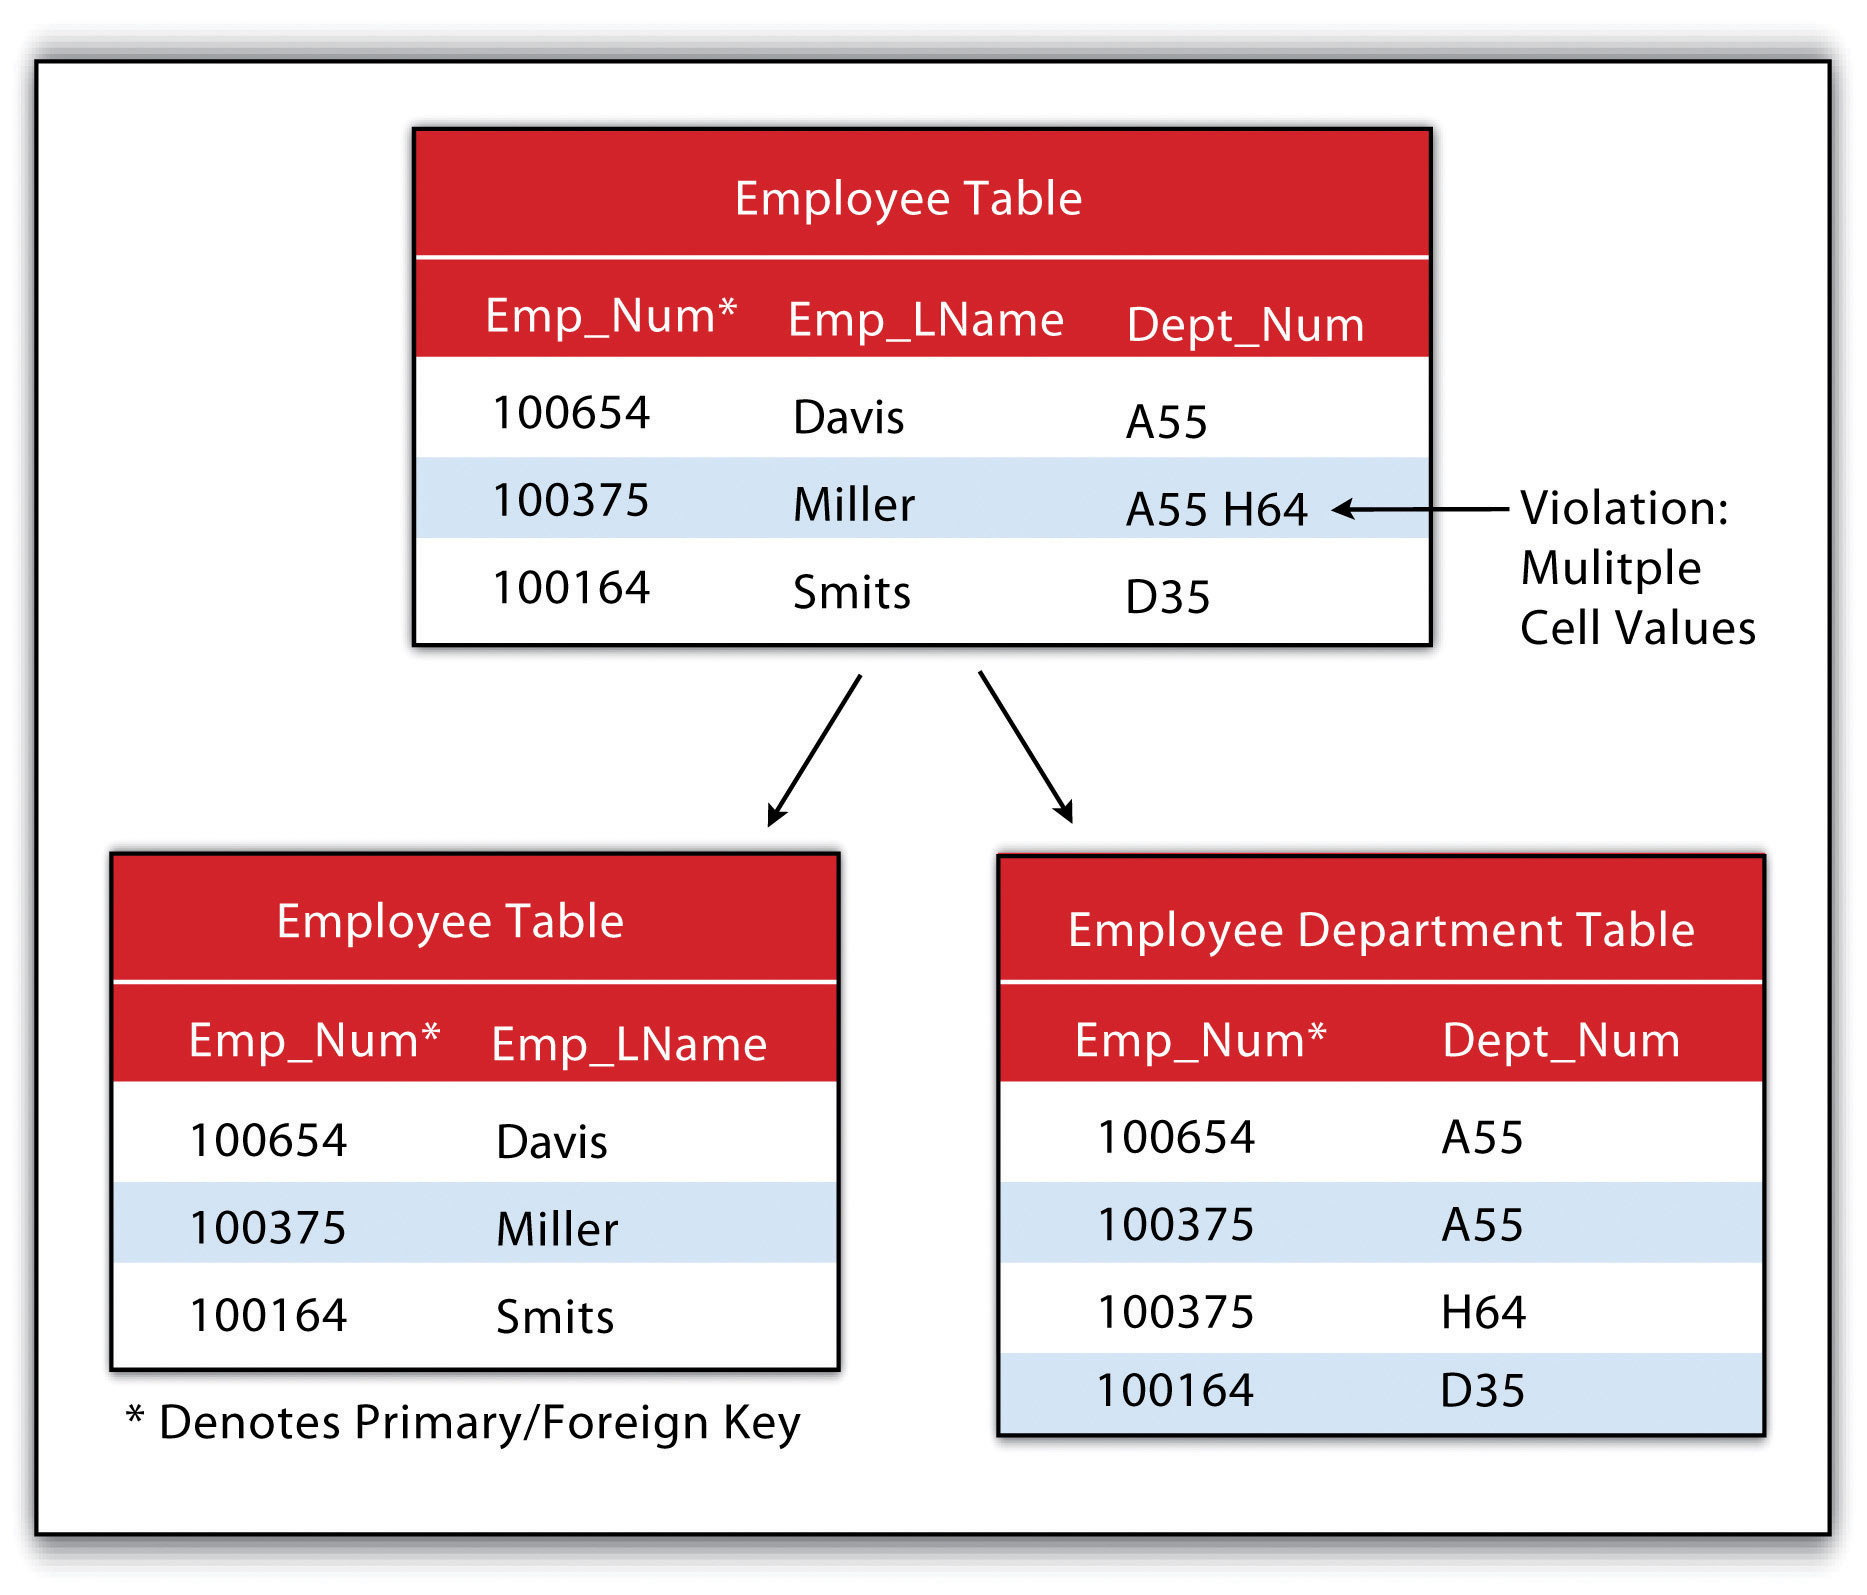 Employee Table
Emp_Num* Emp_LName Dept_Num
100654 Davis A55
100375 Miller A55 H64
100164 Smits D35
Violation:
Mulitple
Cell Values
Employee Table
Emp_Num* Emp_LName
100654 Davis
100375 Miller
100164 Smits
* Denotes Primary/Foreign Key
Employee Department Table
Emp_Num* Dept_Num
100654 A55
100375 A55
100375 H64
100164 D35